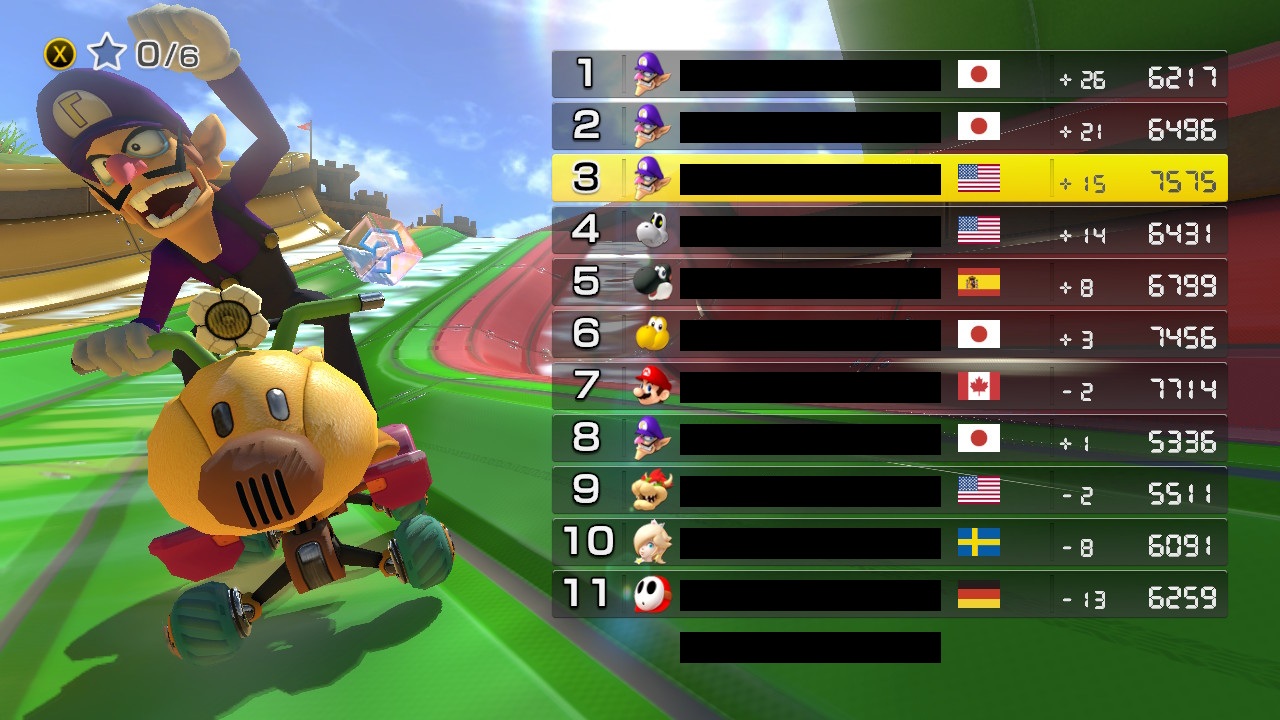 X 0/6
1 + 26 6217
2 + 21 6496
3 + 15 7575
4 + 14 6431
5 + 8 6799
6 + 3 7456
7 - 2 7714
8 + 1 5336
9 - 2 5511
10 - 8 6091
11 - 13 6259